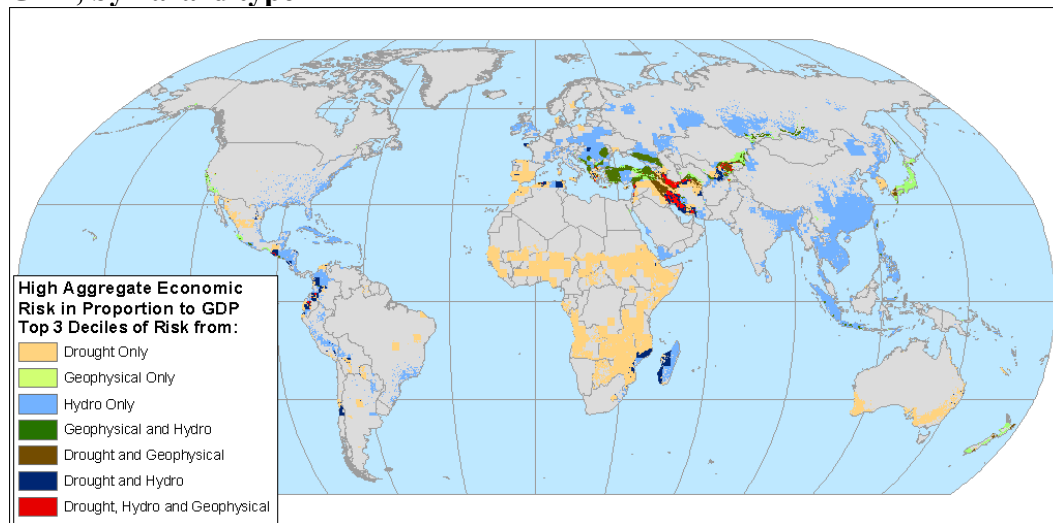 High Aggregate Economic
Risk in Proportion to GDP
Top 3 Deciles of Risk from:
Drought Only
Geophysical Only
Hydro Only
Geophysical and Hydro
Drought and Geophysical
Drought and Hydro
Drought, Hydro and Geophysical